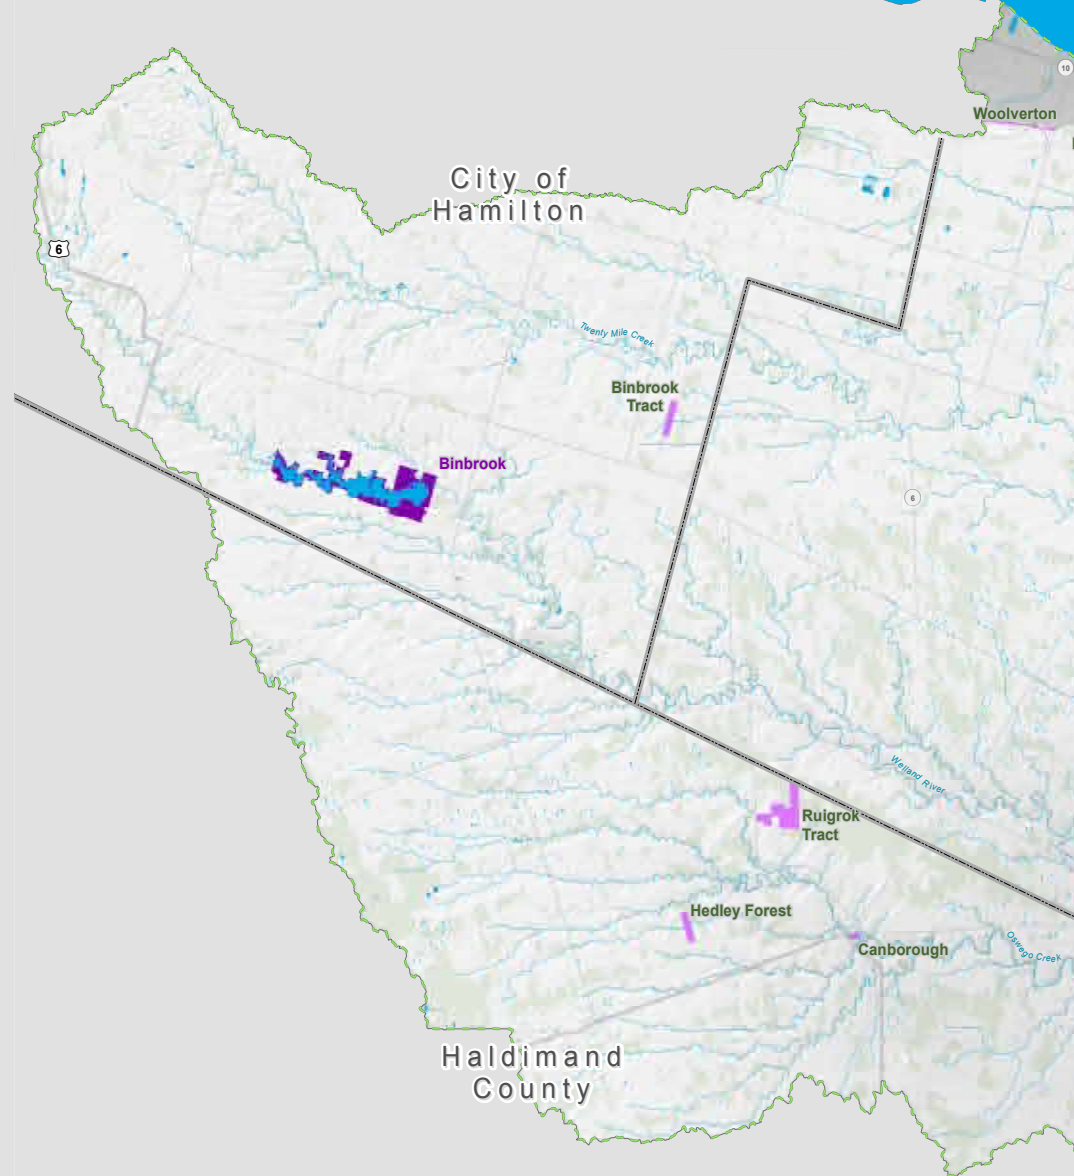 10
Woolverton
City of
Hamilton
6
Twenty Mile Creek
Binbrook
Tract
Binbrook
6
Welland River
Ruigrok
Tract
Hedley Forest
Canborough
Oswego Creek
Haldimand
County